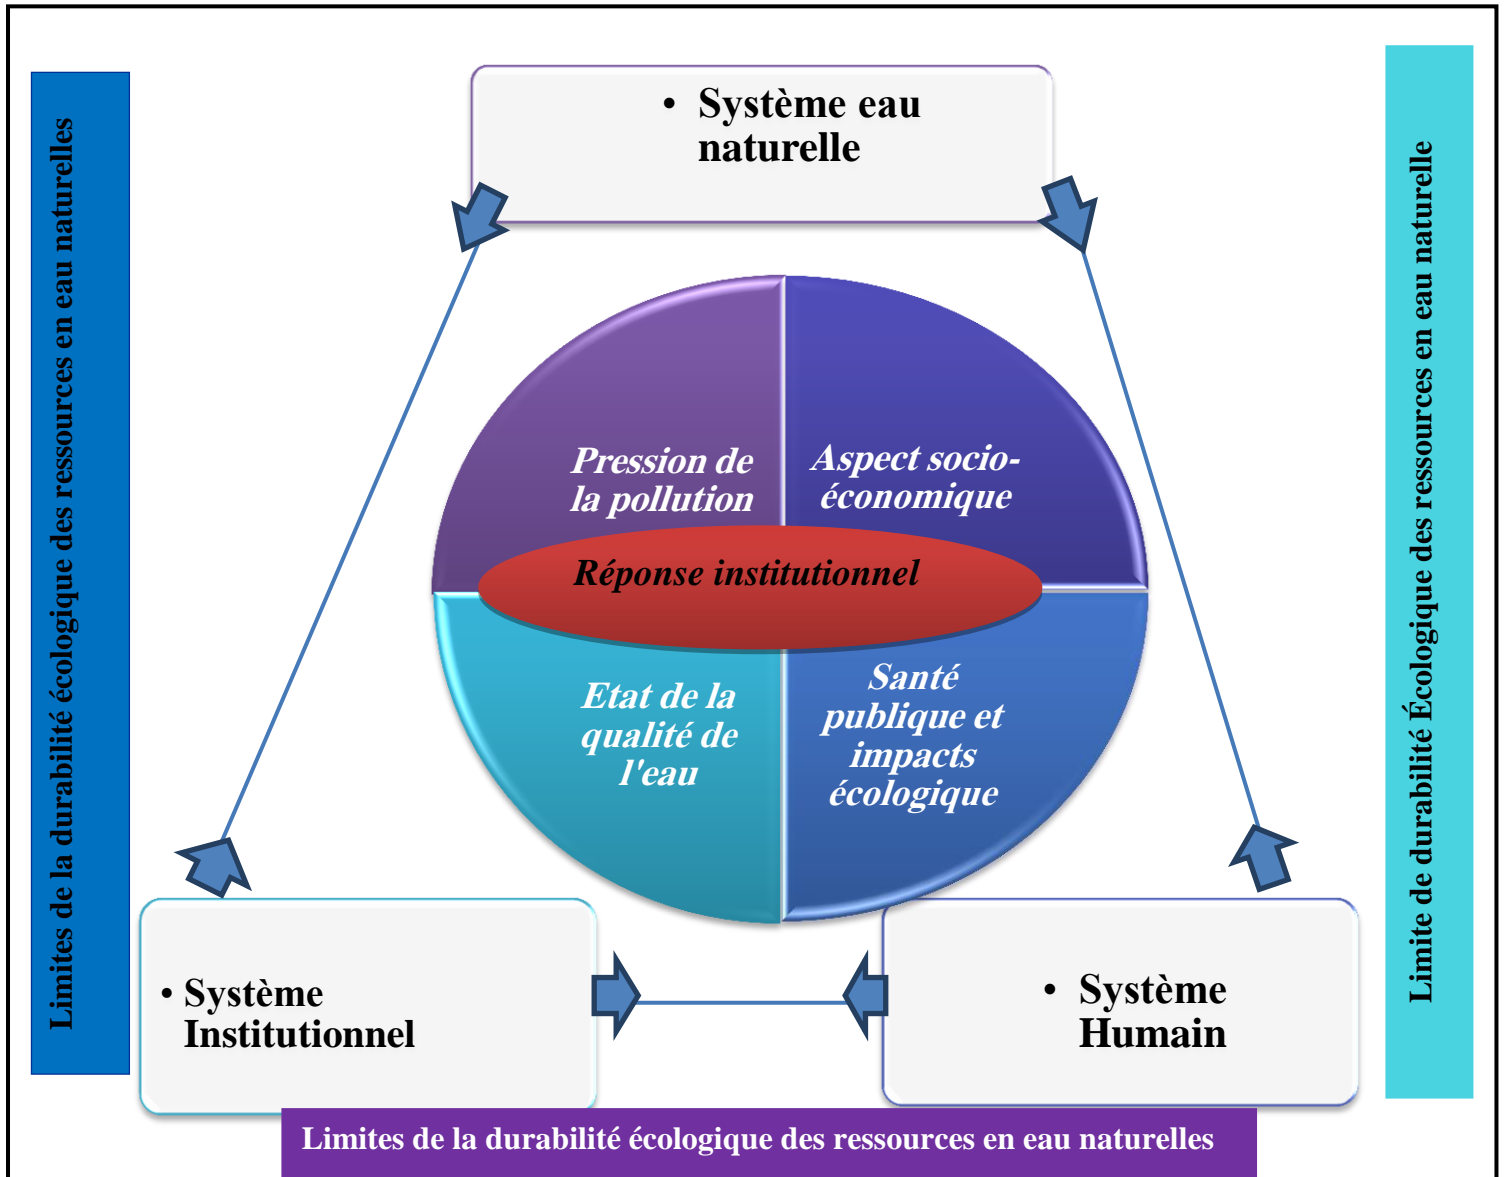 Limites de la durabilité écologique des ressources en eau naturelles
• Système eau
naturelle
Limite de durabilité Écologique des ressources en eau naturelle
Pression de
la pollution
Aspect socio-
économique
Réponse institutionnel
Etat de la
qualité de
l'eau
Santé
publique et
impacts
écologique
• Système
Institutionnel
• Système
Humain
Limites de la durabilité écologique des ressources en eau naturelles